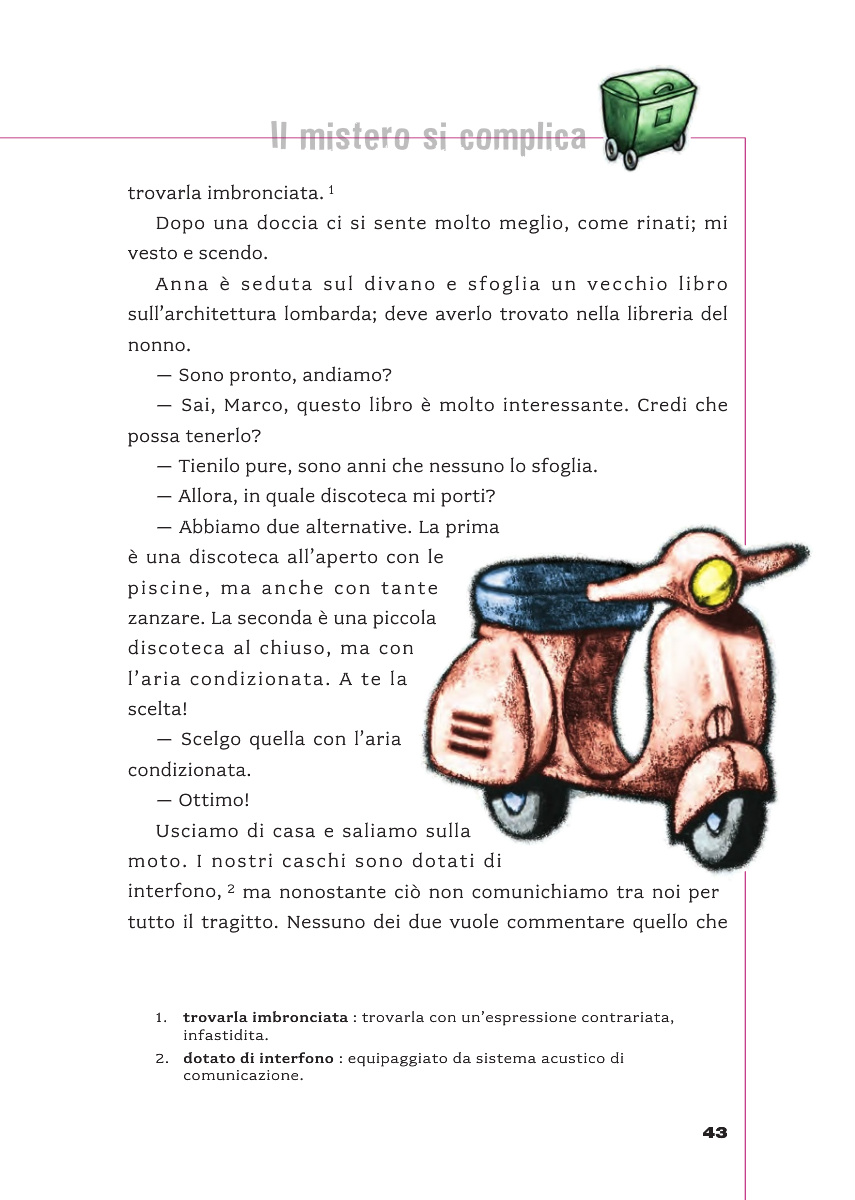 Il mistero si complica
trovarla imbronciata. 1
Dopo una doccia ci si sente molto meglio, come rinati; mi
vesto e scendo.
Anna è seduta sul divano e sfoglia un vecchio libro
sull'architettura lombarda; deve averlo trovato nella libreria del
nonno.
— Sono pronto, andiamo?
— Sai, Marco, questo libro è molto interessante. Credi che
possa tenerlo?
— Tienilo pure, sono anni che nessuno lo sfoglia.
— Allora, in quale discoteca mi porti?
— Abbiamo due alternative. La prima
è una discoteca all'aperto con le
piscine, ma anche con tante
zanzare. La seconda è una piccola
discoteca al chiuso, ma con
l'aria condizionata. A te la
scelta!
— Scelgo quella con l'aria
condizionata.
— Ottimo!
Usciamo di casa e saliamo sulla
moto. I nostri caschi sono dotati di
interfono, 2 ma nonostante ciò non comunichiamo tra noi per
tutto il tragitto. Nessuno dei due vuole commentare quello che
1. trovarla imbronciata : trovarla con un'espressione contrariata,
infastidita.
2. dotato di interfono : equipaggiato da sistema acustico di
comunicazione.
43